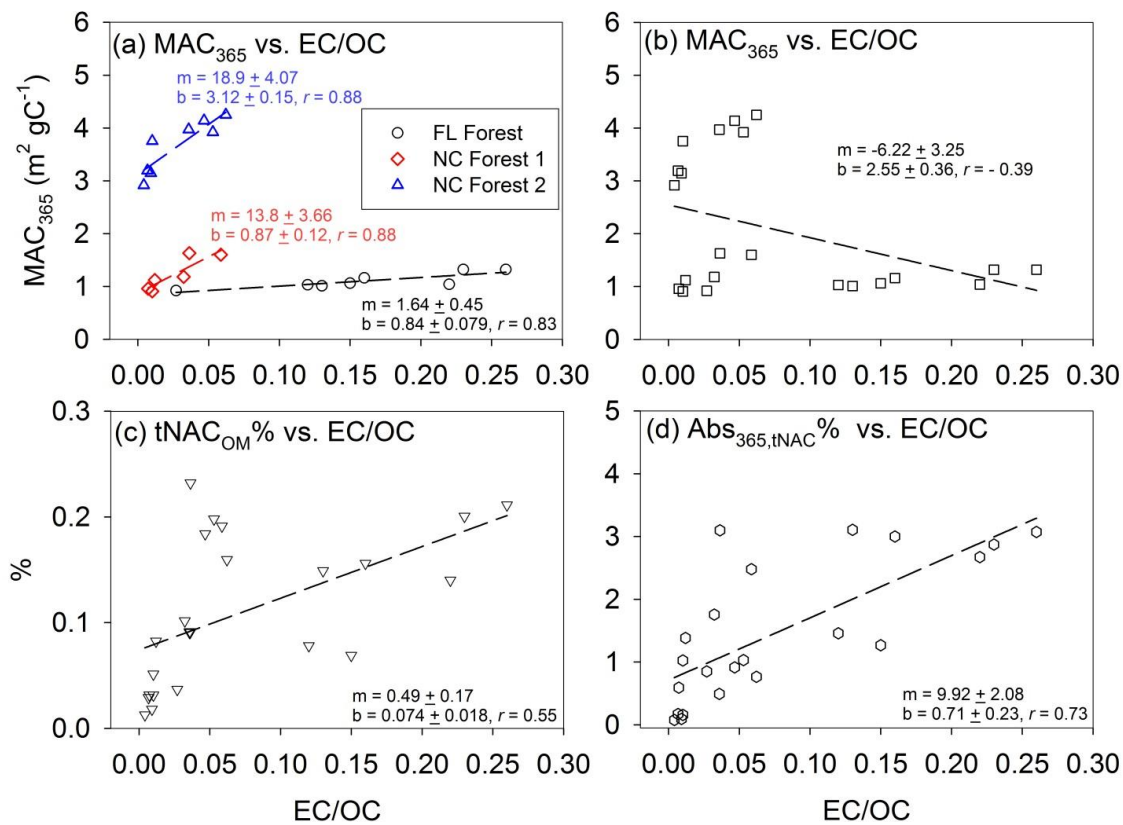 (a) MAC₃₆₅ vs. EC/OC
m = 18.9 ± 4.07
b = 3.12 ± 0.15, r = 0.88
FL Forest
NC Forest 1
NC Forest 2
m = 13.8 ± 3.66
b = 0.87 ± 0.12, r = 0.88
m = 1.64 ± 0.45
b = 0.84 ± 0.079, r = 0.83
MAC₃₆₅ (m² gC⁻¹)
6
5
4
3
2
1
0
0.00 0.05 0.10 0.15 0.20 0.25 0.30
(b) MAC₃₆₅ vs. EC/OC
m = -6.22 ± 3.25
b = 2.55 ± 0.36, r = - 0.39
6
5
4
3
2
1
0
0.00 0.05 0.10 0.15 0.20 0.25 0.30
(c) tNAC_OM% vs. EC/OC
m = 0.49 ± 0.17
b = 0.074 ± 0.018, r = 0.55
%
0.3
0.2
0.1
0.0
0.00 0.05 0.10 0.15 0.20 0.25 0.30
EC/OC
(d) Abs₃₆₅,tNAC% vs. EC/OC
m = 9.92 ± 2.08
b = 0.71 ± 0.23, r = 0.73
5
4
3
2
1
0
0.00 0.05 0.10 0.15 0.20 0.25 0.30
EC/OC